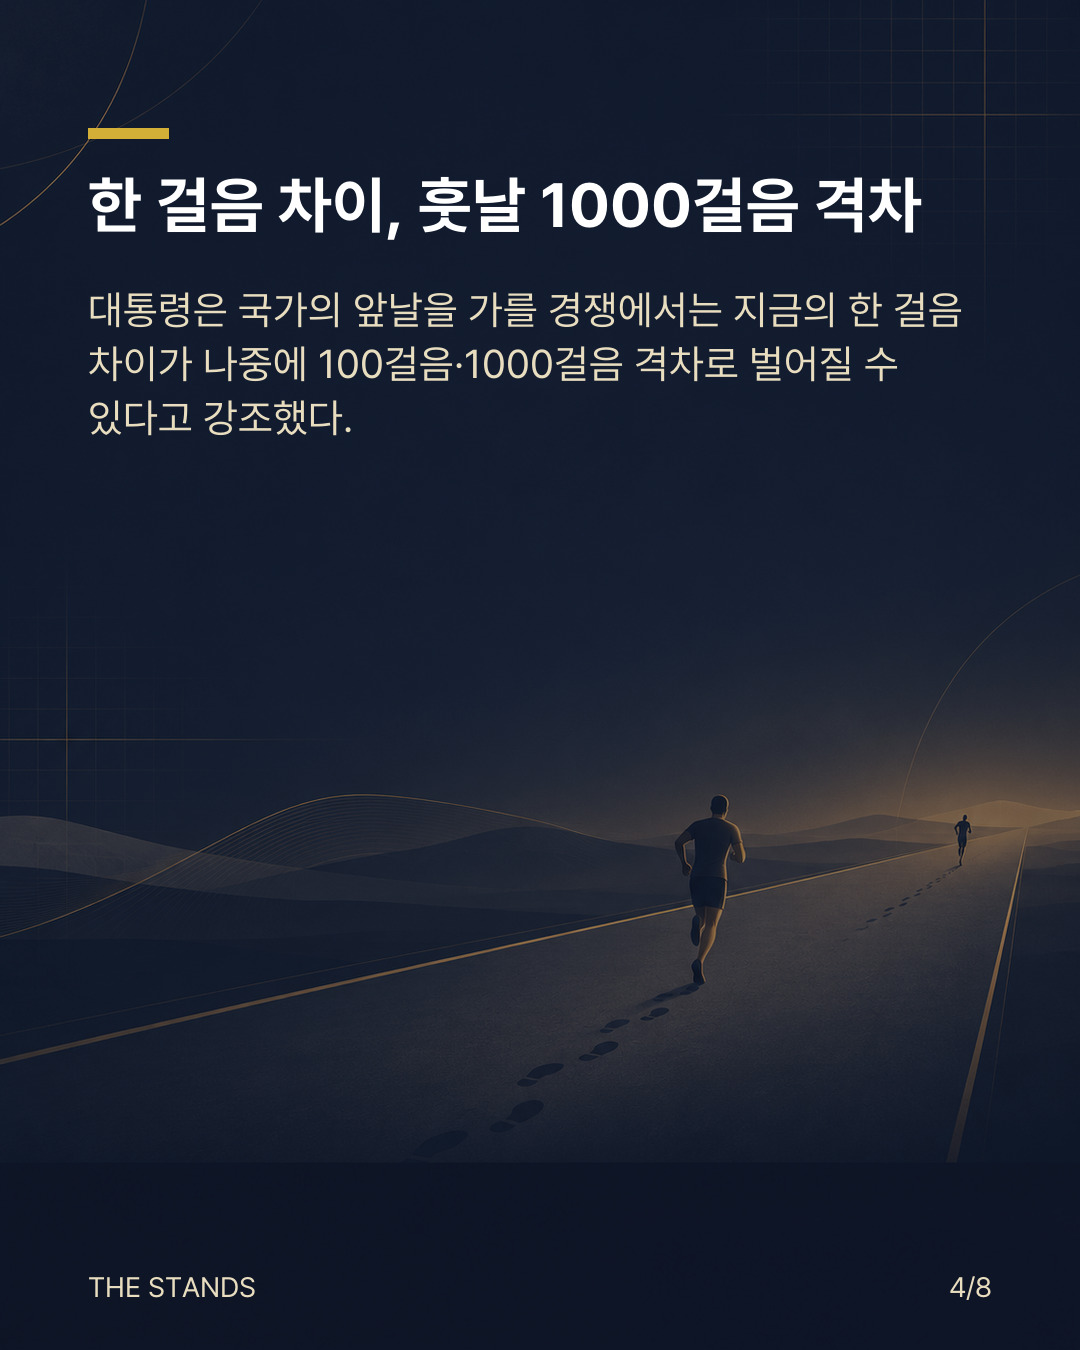 한 걸음 차이, 훗날 1000걸음 격차
대통령은 국가의 앞날을 가를 경쟁에서는 지금의 한 걸음
차이가 나중에 100걸음·1000걸음 격차로 벌어질 수
있다고 강조했다.
THE STANDS
4/8